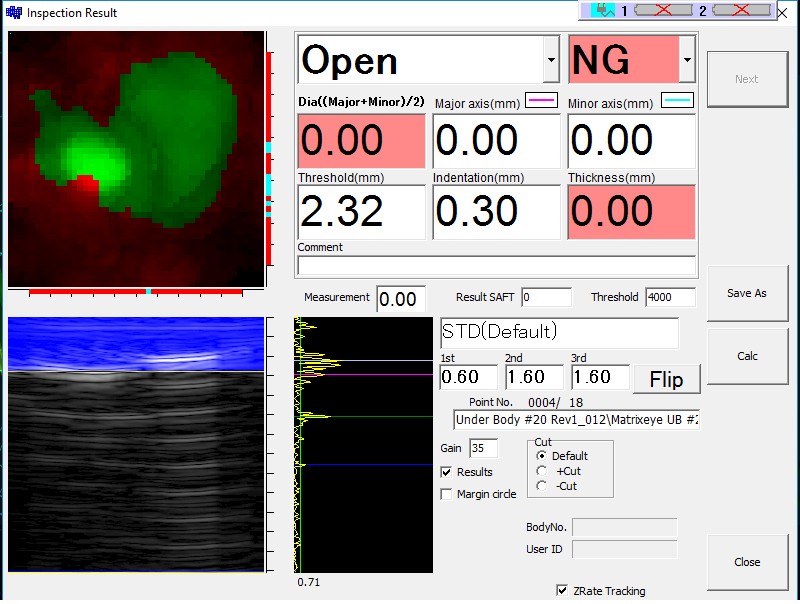 Inspection Result
1
2
Open
NG
Next
Dia((Major+Minor)/2)
Major axis(mm)
Minor axis(mm)
0.00
0.00
0.00
Threshold(mm)
Indentation(mm)
Thickness(mm)
2.32
0.30
0.00
Comment
Measurement
0.00
Result SAFT
0
Threshold
4000
Save As
STD(Default)
Calc
1st
2nd
3rd
0.60
1.60
1.60
Flip
Point No.
0004/ 18
Under Body #20 Rev1_012\Matrixeye UB #2
Gain
35
Cut
Default
+Cut
-Cut
Results
Margin circle
BodyNo.
User ID
Close
0.71
ZRate Tracking